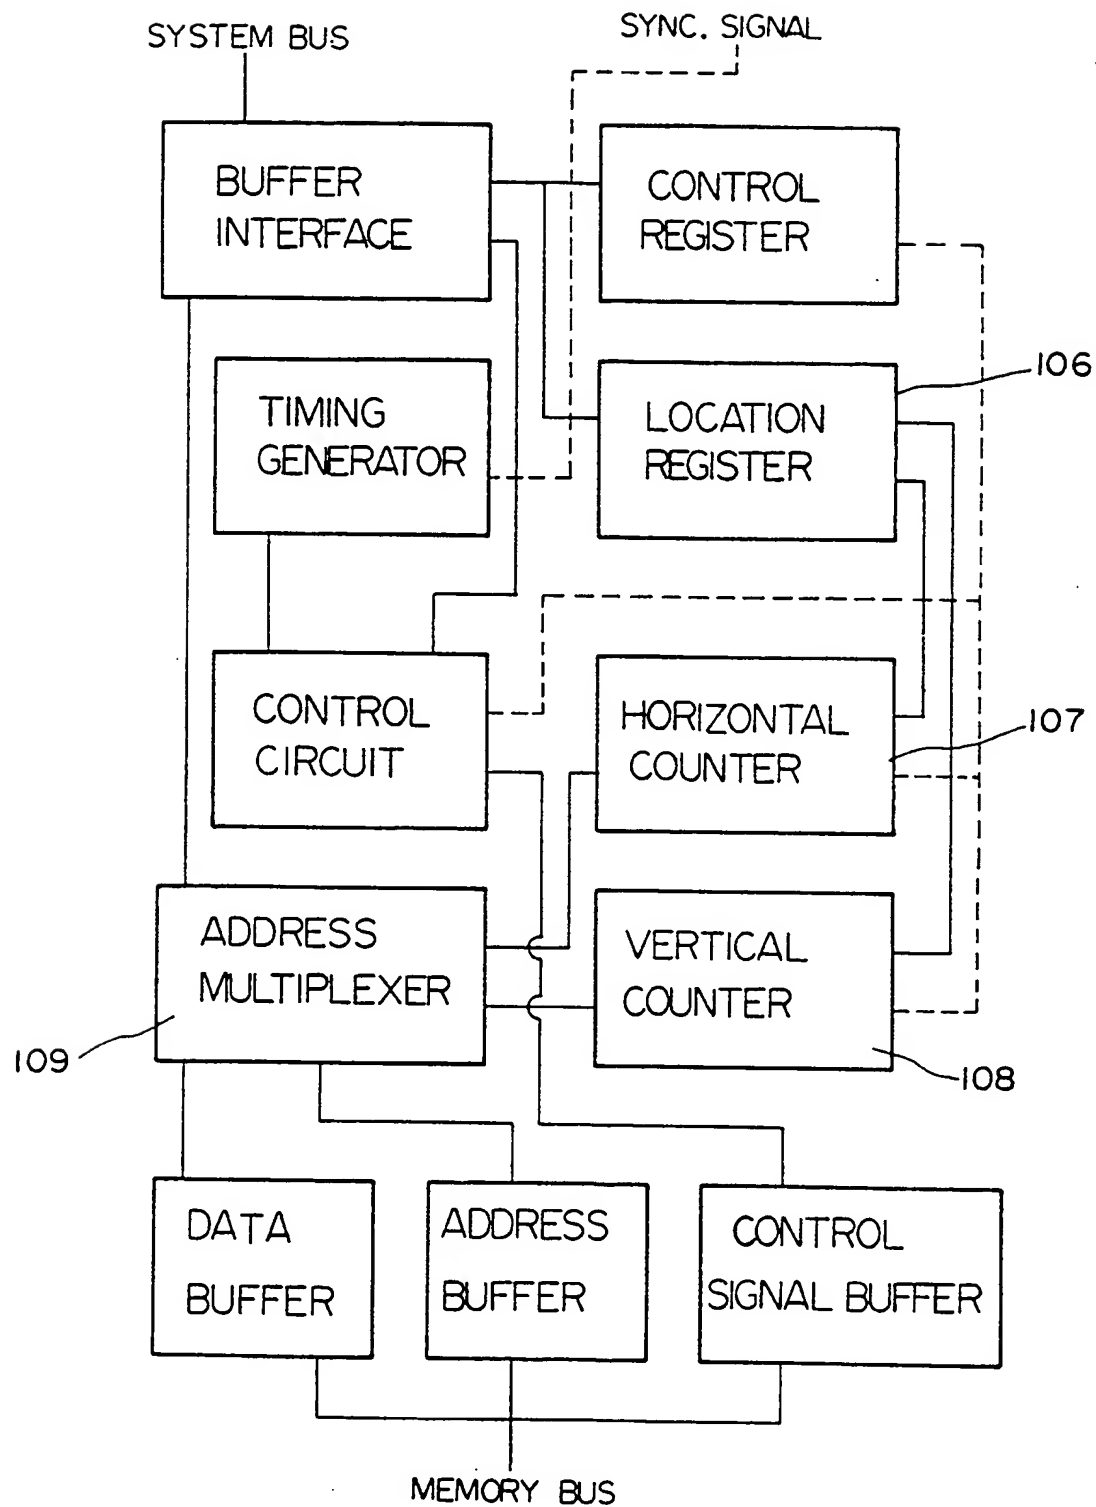 SYSTEM BUS
SYNC. SIGNAL
BUFFER
INTERFACE
CONTROL
REGISTER
TIMING
GENERATOR
LOCATION
REGISTER
106
CONTROL
CIRCUIT
HORIZONTAL
COUNTER
107
ADDRESS
MULTIPLEXER
109
VERTICAL
COUNTER
108
DATA
BUFFER
ADDRESS
BUFFER
CONTROL
SIGNAL BUFFER
MEMORY BUS